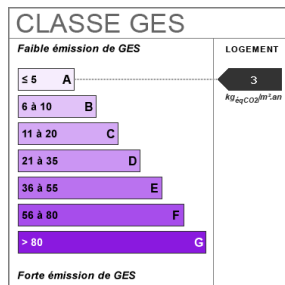 CLASSE GES
Faible émission de GES
LOGEMENT
≤ 5 A
3
kgéqCO2/m².an
6 à 10 B
11 à 20 C
21 à 35 D
36 à 55 E
56 à 80 F
> 80 G
Forte émission de GES